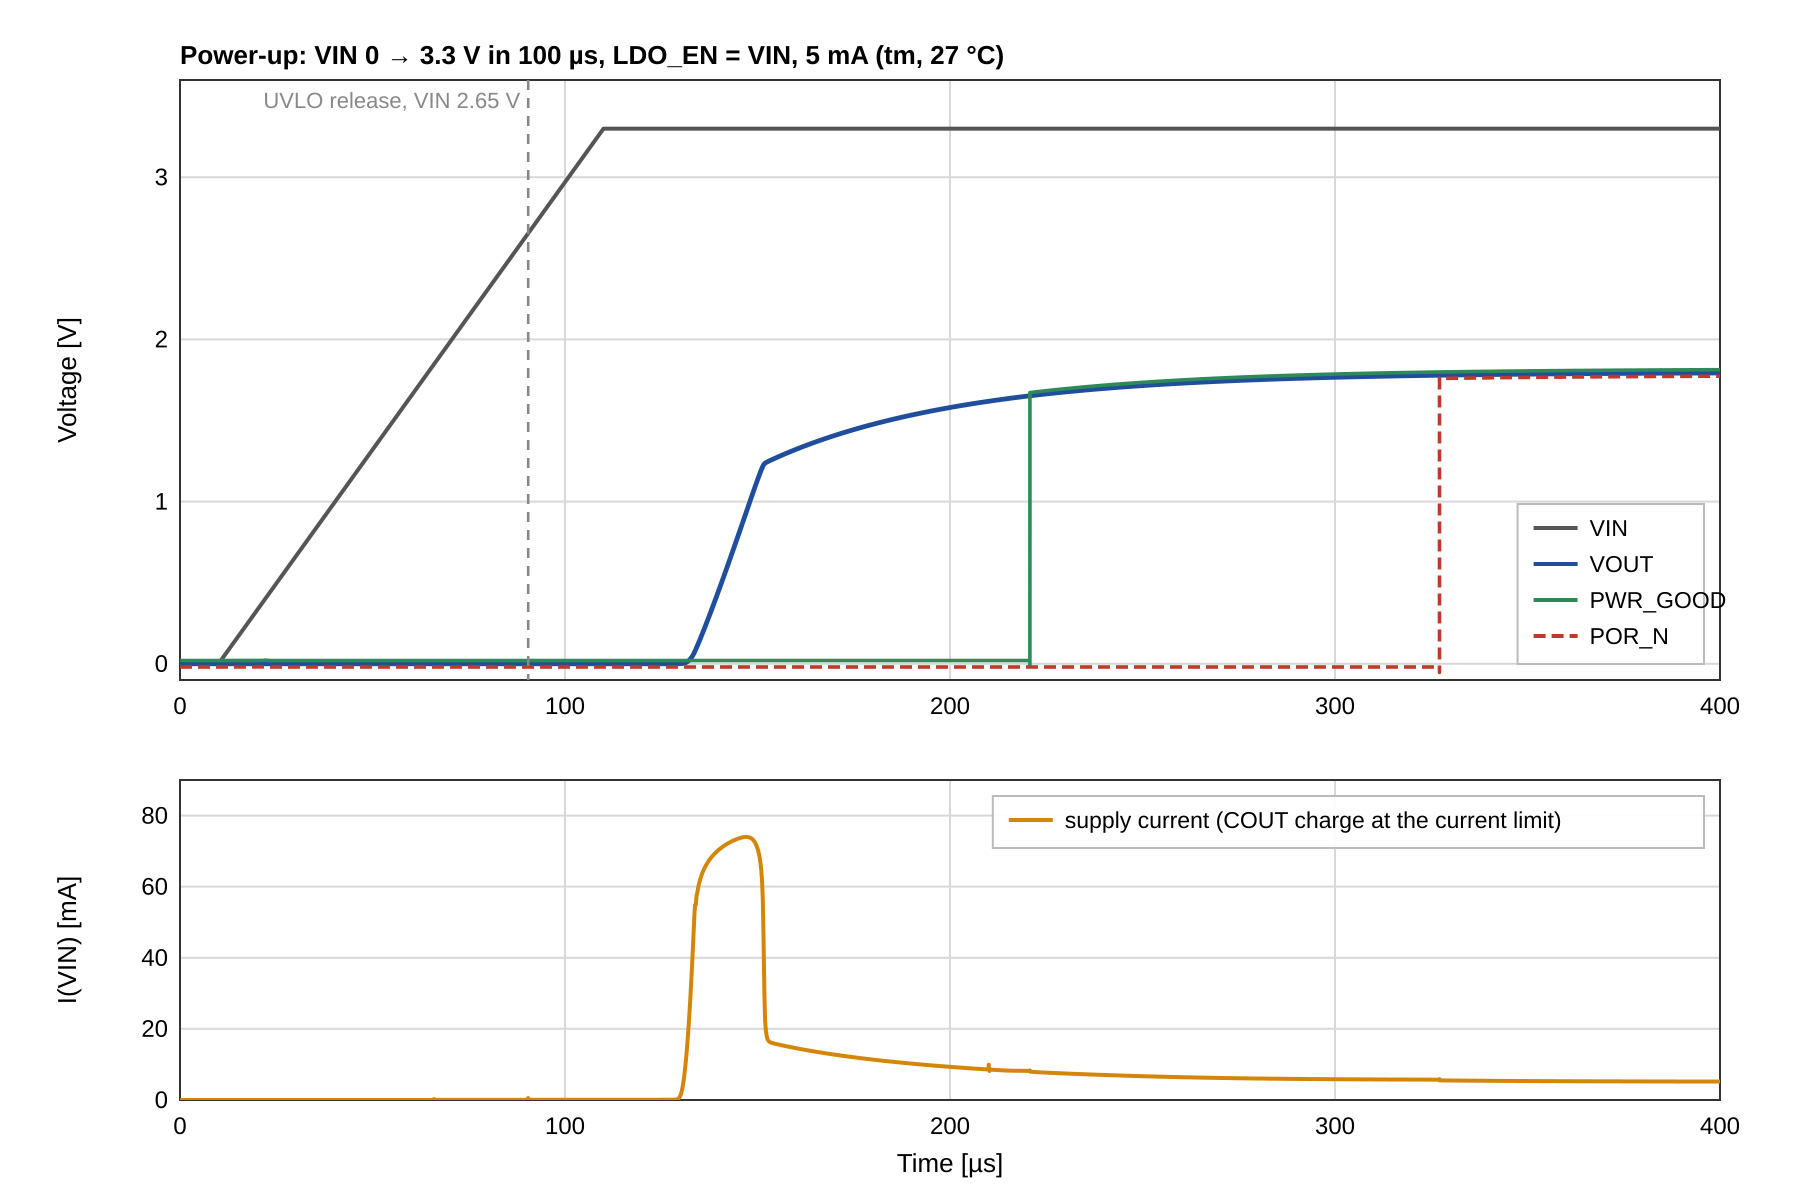 Power-up: VIN 0 → 3.3 V in 100 µs, LDO_EN = VIN, 5 mA (tm, 27 °C)
UVLO release, VIN 2.65 V
Voltage [V]
3
2
1
0
VIN
VOUT
PWR_GOOD
POR_N
0 100 200 300 400
I(VIN) [mA]
80
60
40
20
0
supply current (COUT charge at the current limit)
0 100 200 300 400
Time [µs]